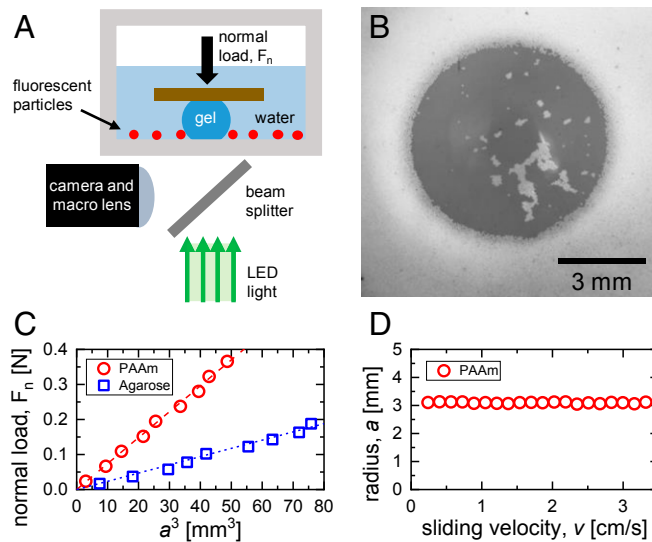 A
normal
load, Fₙ
fluorescent
particles
gel
water
camera and
macro lens
beam
splitter
LED
light
B
3 mm
C
normal load, Fₙ [N]
0.4
0.3
0.2
0.1
0.0
PAAm
Agarose
0 10 20 30 40 50 60 70 80
a³ [mm³]
D
radius, a [mm]
5
4
3
2
1
0
PAAm
0 1 2 3
sliding velocity, v [cm/s]